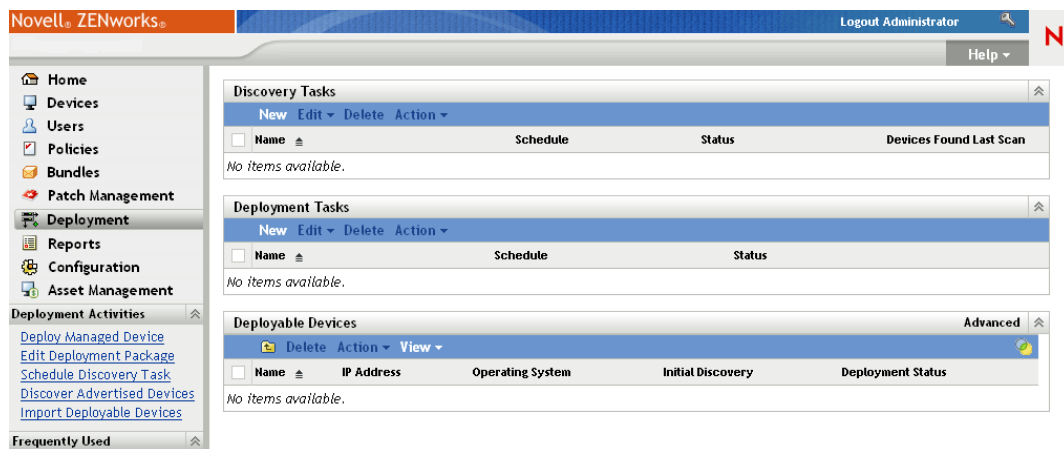 Novell® ZENworks®
Logout Administrator
N
Help
Home
Devices
Users
Policies
Bundles
Patch Management
Deployment
Reports
Configuration
Asset Management
Deployment Activities
Deploy Managed Device
Edit Deployment Package
Schedule Discovery Task
Discover Advertised Devices
Import Deployable Devices
Frequently Used
Discovery Tasks
New Edit Delete Action
Name Schedule Status Devices Found Last Scan
No items available.
Deployment Tasks
New Edit Delete Action
Name Schedule Status
No items available.
Deployable Devices Advanced
Delete Action View
Name IP Address Operating System Initial Discovery Deployment Status
No items available.